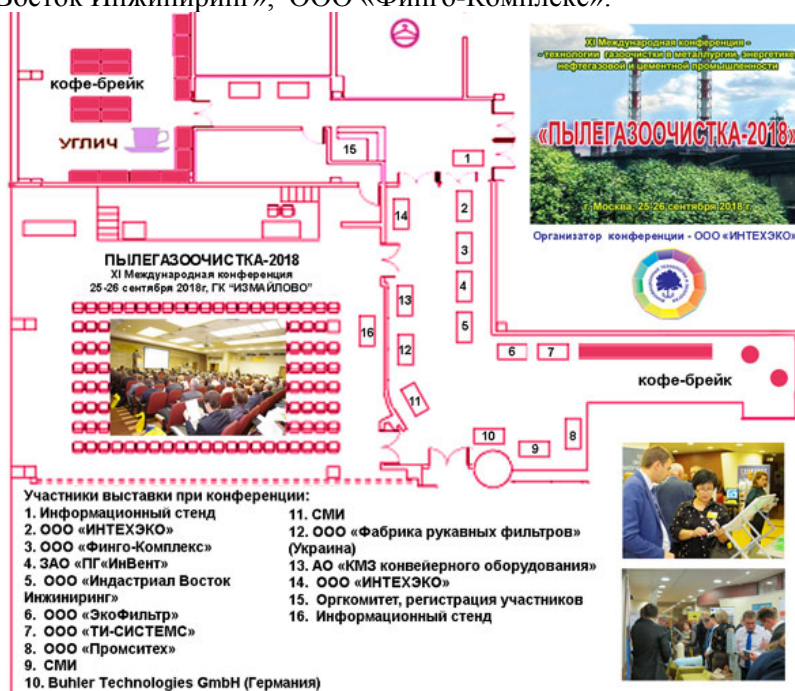 Восток Инжиниринг», ООО «Финго-Комплекс».
кофе-брейк
УГЛИЧ
15
1
14
2
3
4
5
13
12
16
11
6
7
10
9
8
кофе-брейк
XI Международная конференция -
- технологии газоочистки в металлургии, энергетике,
нефтегазовой и цементной промышленности
«ПЫЛЕГАЗООЧИСТКА-2018»
г. Москва, 25-26 сентября 2018 г.
Организатор конференции - ООО «ИНТЕХЭКО»
ПЫЛЕГАЗООЧИСТКА-2018
XI Международная конференция
25-26 сентября 2018г, ГК "ИЗМАЙЛОВО"
Участники выставки при конференции:
1. Информационный стенд
2. ООО «ИНТЕХЭКО»
3. ООО «Финго-Комплекс»
4. ЗАО «ПГ«ИнВент»
5. ООО «Индастриал Восток
Инжиниринг»
6. ООО «ЭкоФильтр»
7. ООО «ТИ-СИСТЕМС»
8. ООО «Промситех»
9. СМИ
10. Buhler Technologies GmbH (Германия)
11. СМИ
12. ООО «Фабрика рукавных фильтров»
(Украина)
13. АО «КМЗ конвейерного оборудования»
14. ООО «ИНТЕХЭКО»
15. Оргкомитет, регистрация участников
16. Информационный стенд